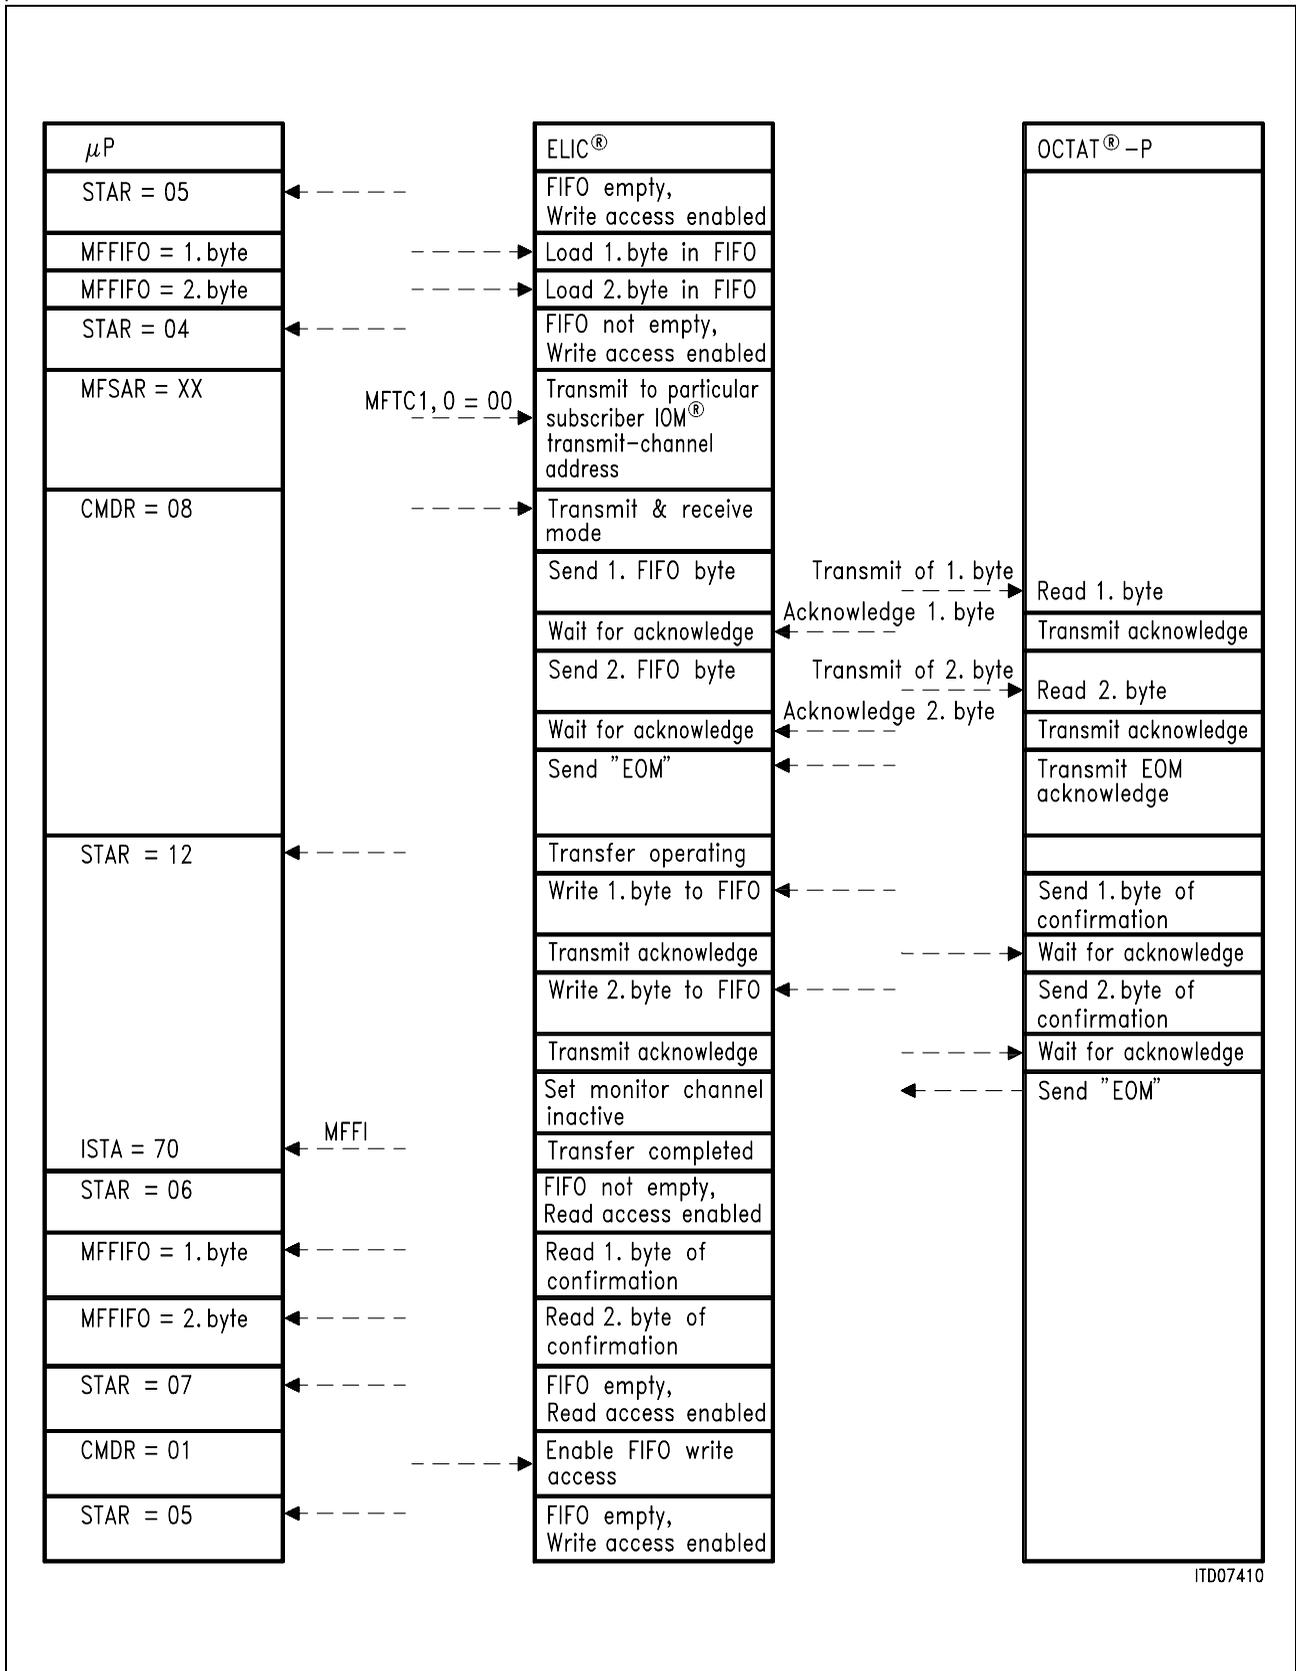 μP
ELIC®
OCTAT®-P
STAR = 05
FIFO empty,
Write access enabled
MFFIFO = 1.byte
Load 1.byte in FIFO
MFFIFO = 2.byte
Load 2.byte in FIFO
STAR = 04
FIFO not empty,
Write access enabled
MFSAR = XX
MFTC1,0 = 00
Transmit to particular
subscriber IOM®
transmit-channel
address
CMDR = 08
Transmit & receive
mode
Send 1. FIFO byte
Transmit of 1.byte
Read 1. byte
Acknowledge 1.byte
Wait for acknowledge
Transmit acknowledge
Send 2. FIFO byte
Transmit of 2.byte
Read 2. byte
Acknowledge 2.byte
Wait for acknowledge
Transmit acknowledge
Send "EOM"
Transmit EOM
acknowledge
STAR = 12
Transfer operating
Write 1.byte to FIFO
Send 1.byte of
confirmation
Transmit acknowledge
Wait for acknowledge
Write 2.byte to FIFO
Send 2.byte of
confirmation
Transmit acknowledge
Wait for acknowledge
Set monitor channel
inactive
Send "EOM"
ISTA = 70
MFFI
Transfer completed
STAR = 06
FIFO not empty,
Read access enabled
MFFIFO = 1.byte
Read 1. byte of
confirmation
MFFIFO = 2.byte
Read 2. byte of
confirmation
STAR = 07
FIFO empty,
Read access enabled
CMDR = 01
Enable FIFO write
access
STAR = 05
FIFO empty,
Write access enabled
ITD07410